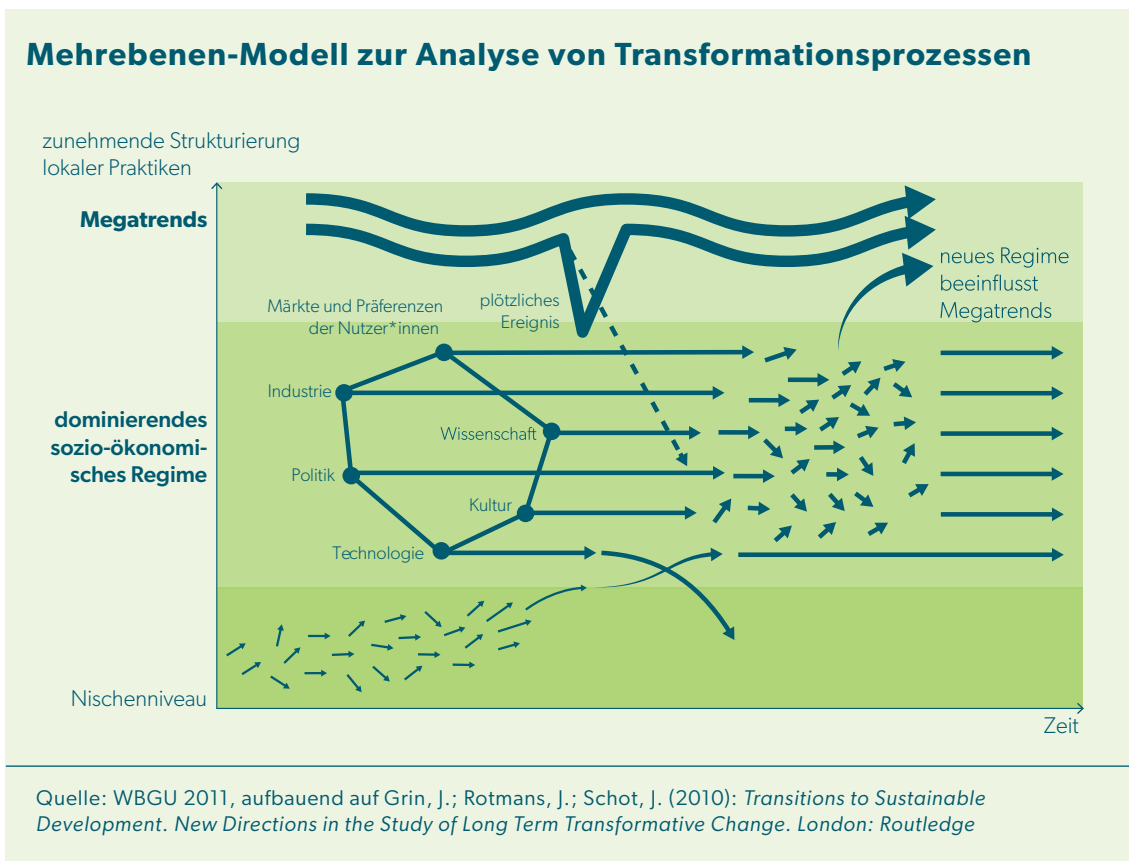 Mehrebenen-Modell zur Analyse von Transformationsprozessen
zunehmende Strukturierung
lokaler Praktiken
Megatrends
neues Regime
beeinflusst
Megatrends
plötzliches
Ereignis
Märkte und Präferenzen
der Nutzer*innen
Industrie
dominierendes
sozio-ökonomi-
sches Regime
Wissenschaft
Politik
Kultur
Technologie
Nischenniveau
Zeit
Quelle: WBGU 2011, aufbauend auf Grin, J.; Rotmans, J.; Schot, J. (2010): Transitions to Sustainable
Development. New Directions in the Study of Long Term Transformative Change. London: Routledge